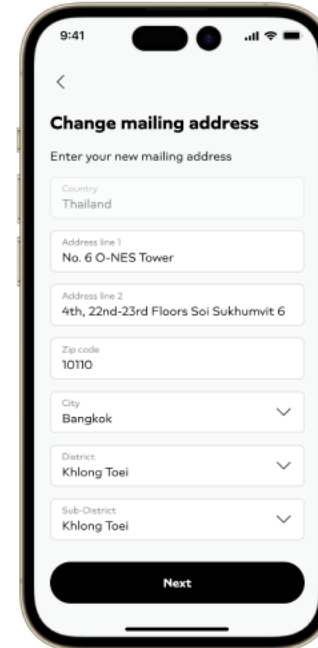 9:41
Change mailing address
Enter your new mailing address
Country
Thailand
Address line 1
No. 6 O-NES Tower
Address line 2
4th, 22nd-23rd Floors Soi Sukhumvit 6
Zip code
10110
City
Bangkok
District
Khlong Toei
Sub-District
Khlong Toei
Next